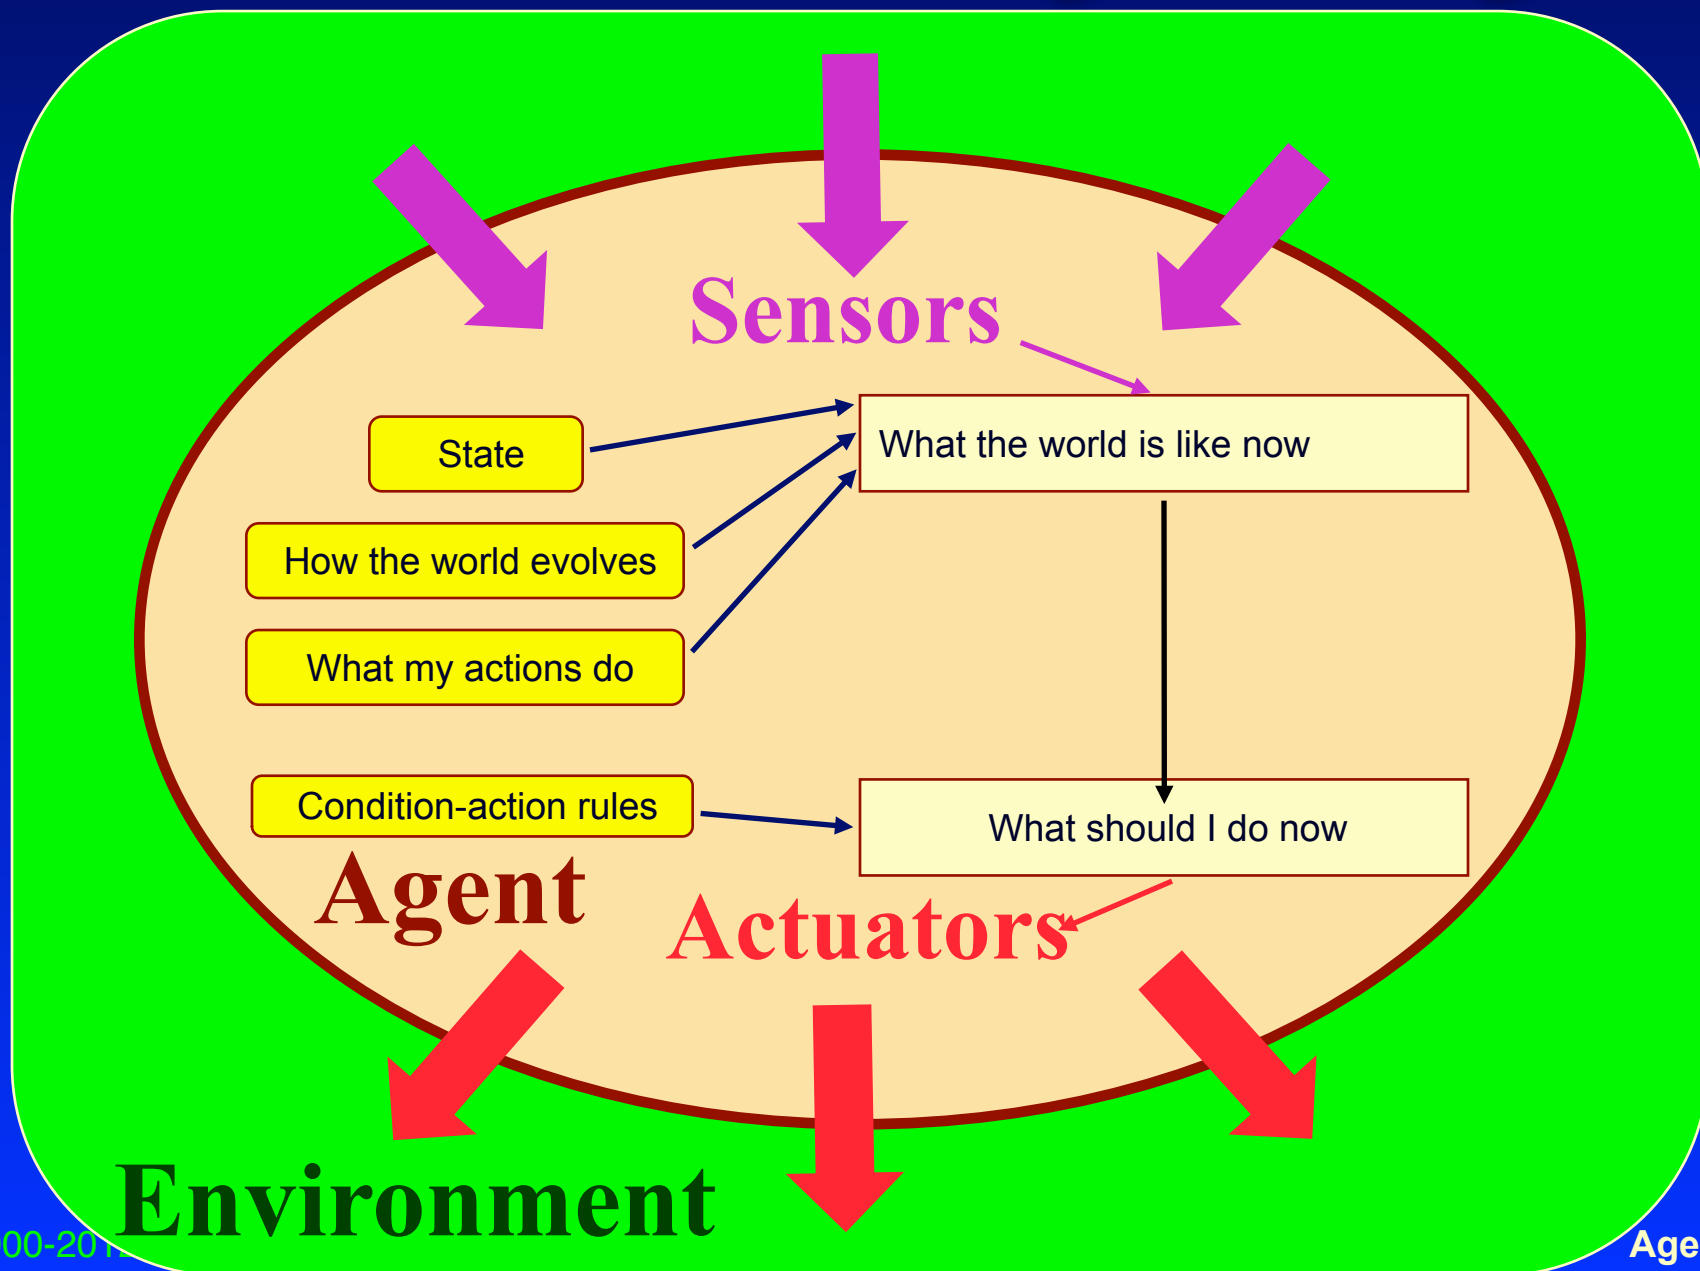 Sensors
State
What the world is like now
How the world evolves
What my actions do
Condition-action rules
What should I do now
Agent
Actuators
Environment